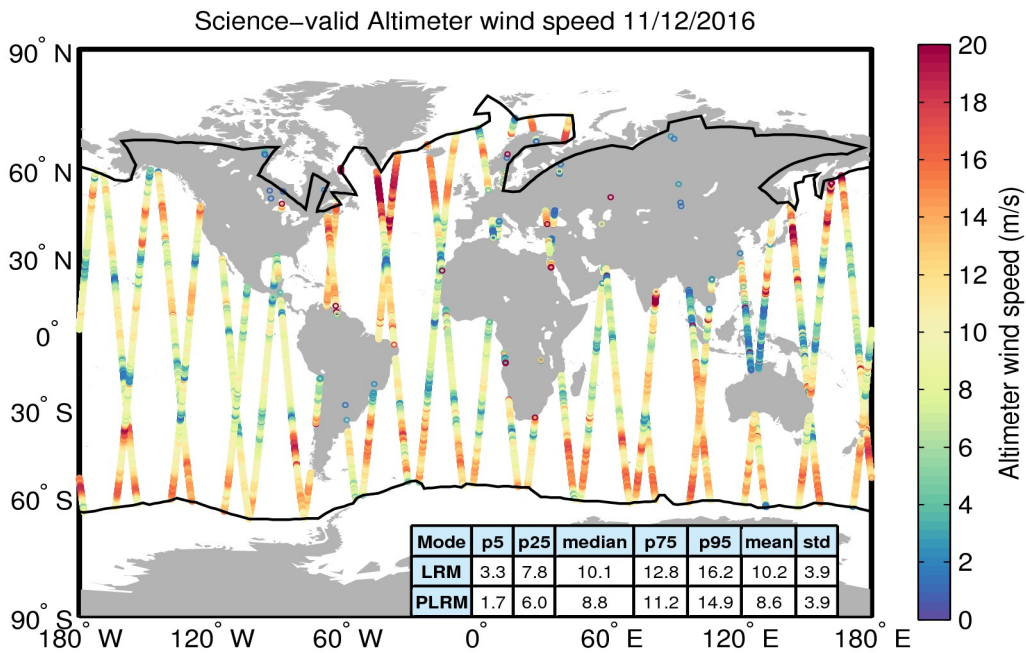 Science−valid Altimeter wind speed 11/12/2016
90° N
60° N
30° N
0°
30° S
60° S
90° S
180° W
120° W
60° W
0°
60° E
120° E
180° E
Mode p5 p25 median p75 p95 mean std
LRM 3.3 7.8 10.1 12.8 16.2 10.2 3.9
PLRM 1.7 6.0 8.8 11.2 14.9 8.6 3.9
20
18
16
14
12
10
8
6
4
2
0
Altimeter wind speed (m/s)